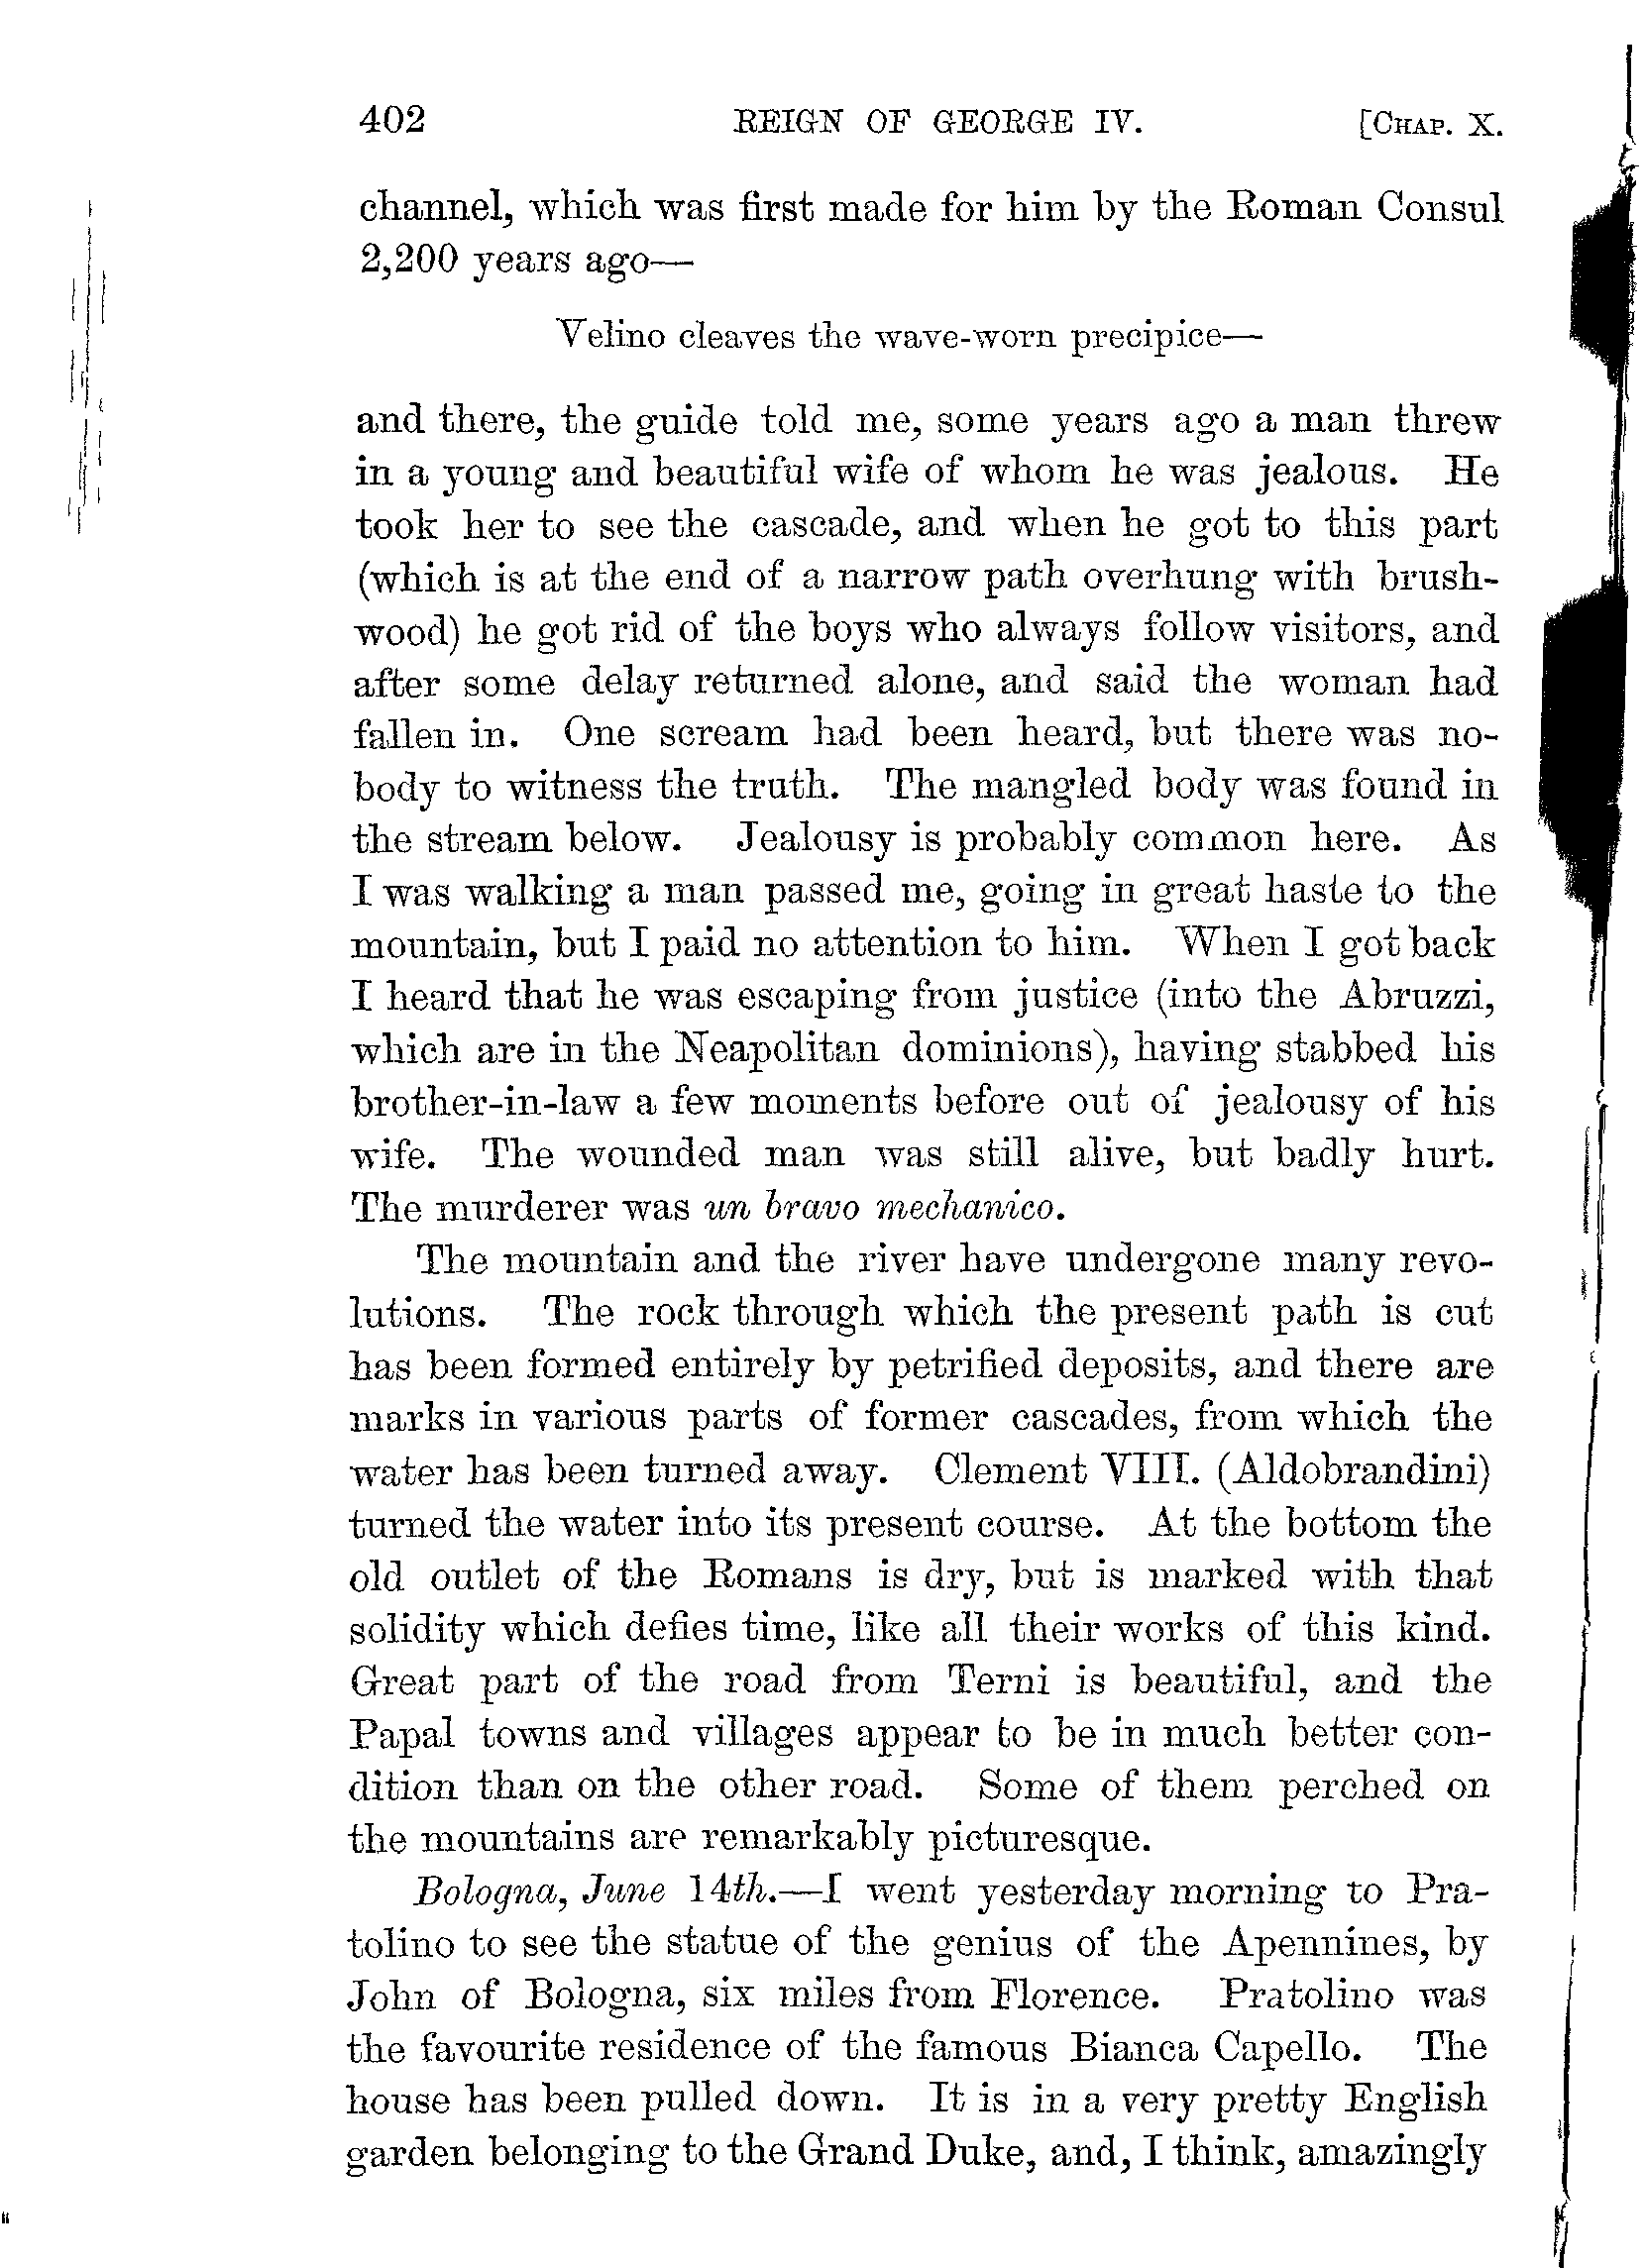 402 REIGN OF GEORGE IV. [CHAP. X.
channel, which was first made for him by the Roman Consul
2,200 years ago—
Velino cleaves the wave-worn precipice—
and there, the guide told me, some years ago a man threw
in a young and beautiful wife of whom he was jealous. He
took her to see the cascade, and when he got to this part
(which is at the end of a narrow path overhung with brush-
wood) he got rid of the boys who always follow visitors, and
after some delay returned alone, and said the woman had
fallen in. One scream had been heard, but there was no-
body to witness the truth. The mangled body was found in
the stream below. Jealousy is probably common here. As
I was walking a man passed me, going in great haste to the
mountain, but I paid no attention to him. When I got back
I heard that he was escaping from justice (into the Abruzzi,
which are in the Neapolitan dominions), having stabbed his
brother-in-law a few moments before out of jealousy of his
wife. The wounded man was still alive, but badly hurt.
The murderer was un bravo mechanico.
The mountain and the river have undergone many revo-
lutions. The rock through which the present path is cut
has been formed entirely by petrified deposits, and there are
marks in various parts of former cascades, from which the
water has been turned away. Clement VIII. (Aldobrandini)
turned the water into its present course. At the bottom the
old outlet of the Romans is dry, but is marked with that
solidity which defies time, like all their works of this kind.
Great part of the road from Terni is beautiful, and the
Papal towns and villages appear to be in much better con-
dition than on the other road. Some of them perched on
the mountains are remarkably picturesque.
Bologna, June 14th.—I went yesterday morning to Pra-
tolino to see the statue of the genius of the Apennines, by
John of Bologna, six miles from Florence. Pratolino was
the favourite residence of the famous Bianca Capello. The
house has been pulled down. It is in a very pretty English
garden belonging to the Grand Duke, and, I think, amazingly